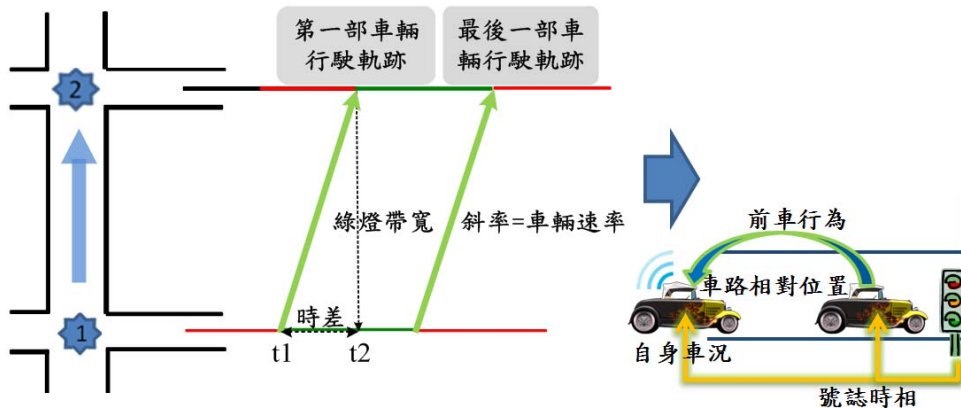 第一部車輛
行駛軌跡
最後一部車
輛行駛軌跡
2
綠燈帶寬
斜率=車輛速率
時差
1
t1
t2
前車行為
車路相對位置
自身車況
號誌時相